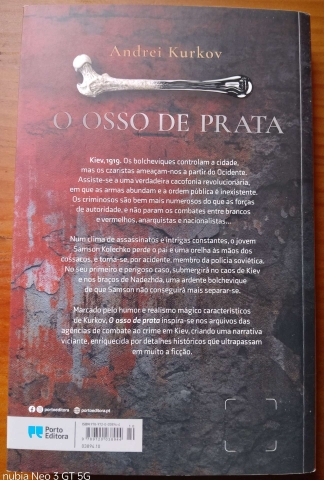 Andrei Kurkov
O OSSO DE PRATA
Kiev, 1919. Os bolcheviques controlam a cidade,
mas os czaristas ameaçam-nos a partir do Ocidente.
Assiste-se a uma verdadeira cacofonia revolucionária,
em que as armas abundam e a ordem pública é inexistente.
Os criminosos são bem mais numerosos do que as forças
de autoridade, e não param os combates entre brancos
e vermelhos, anarquistas e nacionalistas...
Num clima de assassinatos e intrigas constantes, o jovem
Samson Kolechko perde o pai e uma orelha às mãos dos
cossacos, e torna-se, por acidente, membro da polícia soviética.
No seu primeiro e perigoso caso, submergirá no caos de Kiev
e nos braços de Nadezhda, uma ardente bolchevique
de que Samson não conseguirá mais separar-se.
Marcado pelo humor e realismo mágico característicos
de Kurkov, O osso de prata inspira-se nos arquivos das
agências de combate ao crime em Kiev, criando uma narrativa
viciante, enriquecida por detalhes históricos que ultrapassam
em muito a ficção.
portoeditora
portoeditora.pt
Porto
Editora
nubia Neo 3 GT 5G